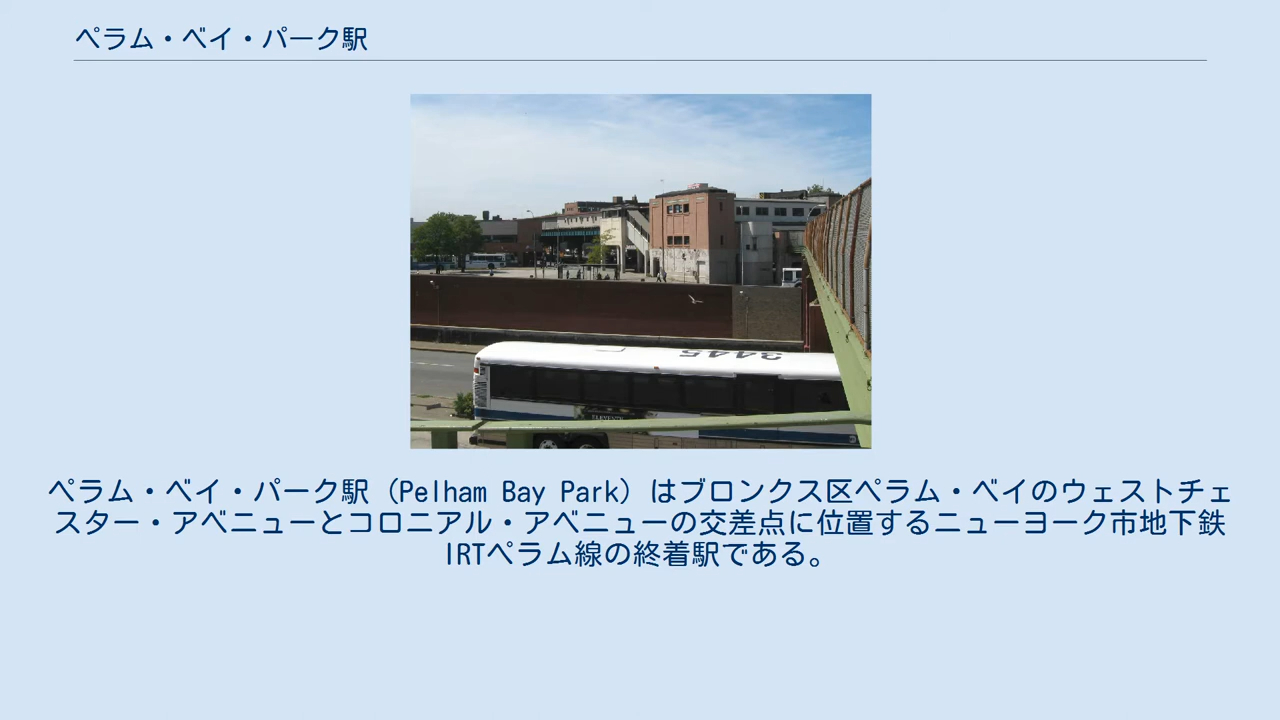 ペラム・ベイ・パーク駅
3445
ペラム・ベイ・パーク駅（Pelham Bay Park）はブロンクス区ペラム・ベイのウェストチェ
スター・アベニューとコロニアル・アベニューの交差点に位置するニューヨーク市地下鉄
IRTペラム線の終着駅である。